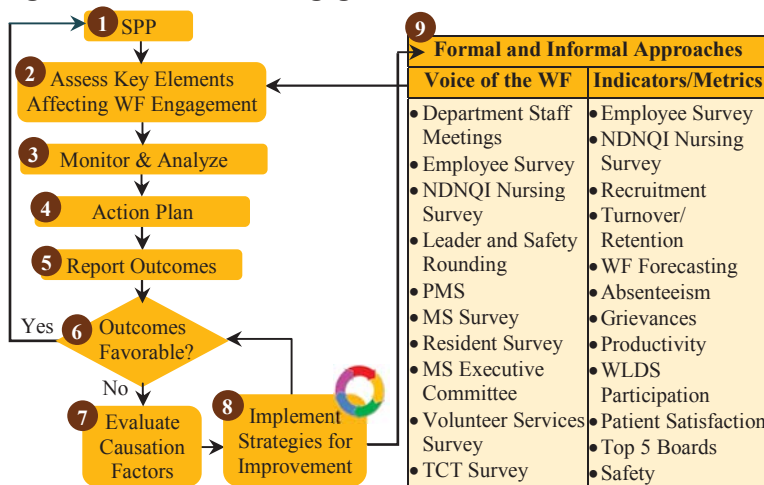 1
SPP
2
Assess Key Elements
Affecting WF Engagement
3
Monitor & Analyze
4
Action Plan
5
Report Outcomes
6
Outcomes
Favorable?
Yes
No
7
Evaluate
Causation
Factors
8
Implement
Strategies for
Improvement
9
Formal and Informal Approaches
Voice of the WF
• Department Staff
Meetings
• Employee Survey
• NDNQI Nursing
Survey
• Leader and Safety
Rounding
• PMS
• MS Survey
• Resident Survey
• MS Executive
Committee
• Volunteer Services
Survey
• TCT Survey
Indicators/Metrics
• Employee Survey
• NDNQI Nursing
Survey
• Recruitment
• Turnover/
Retention
• WF Forecasting
• Absenteeism
• Grievances
• Productivity
• WLDS
Participation
• Patient Satisfaction
• Top 5 Boards
• Safety